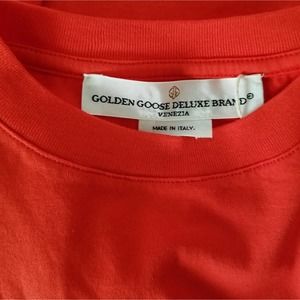 GOLDEN GOOSE DELUXE BRAND®
VENEZIA
MADE IN ITALY.